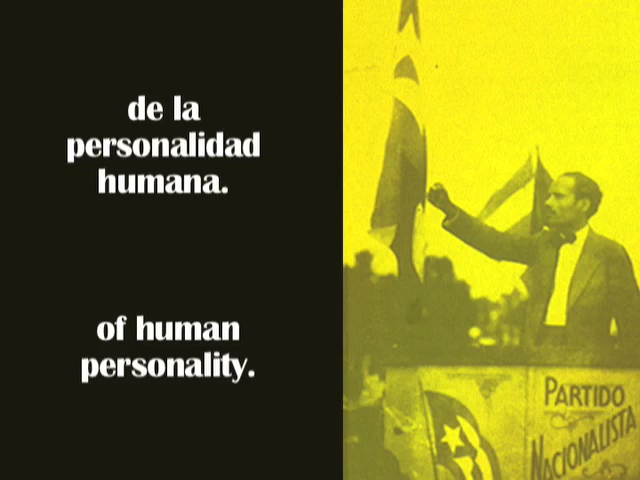 de la
personalidad
humana.
of human
personality.
PARTIDO
NACIONALISTA